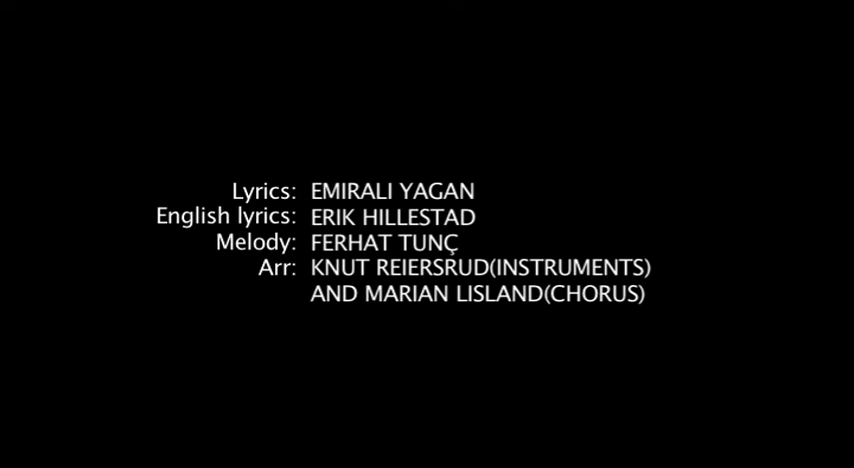 Lyrics: EMIRALI YAGAN
English lyrics: ERIK HILLESTAD
Melody: FERHAT TUNÇ
Arr: KNUT REIERSRUD(INSTRUMENTS)
AND MARIAN LISLAND(CHORUS)